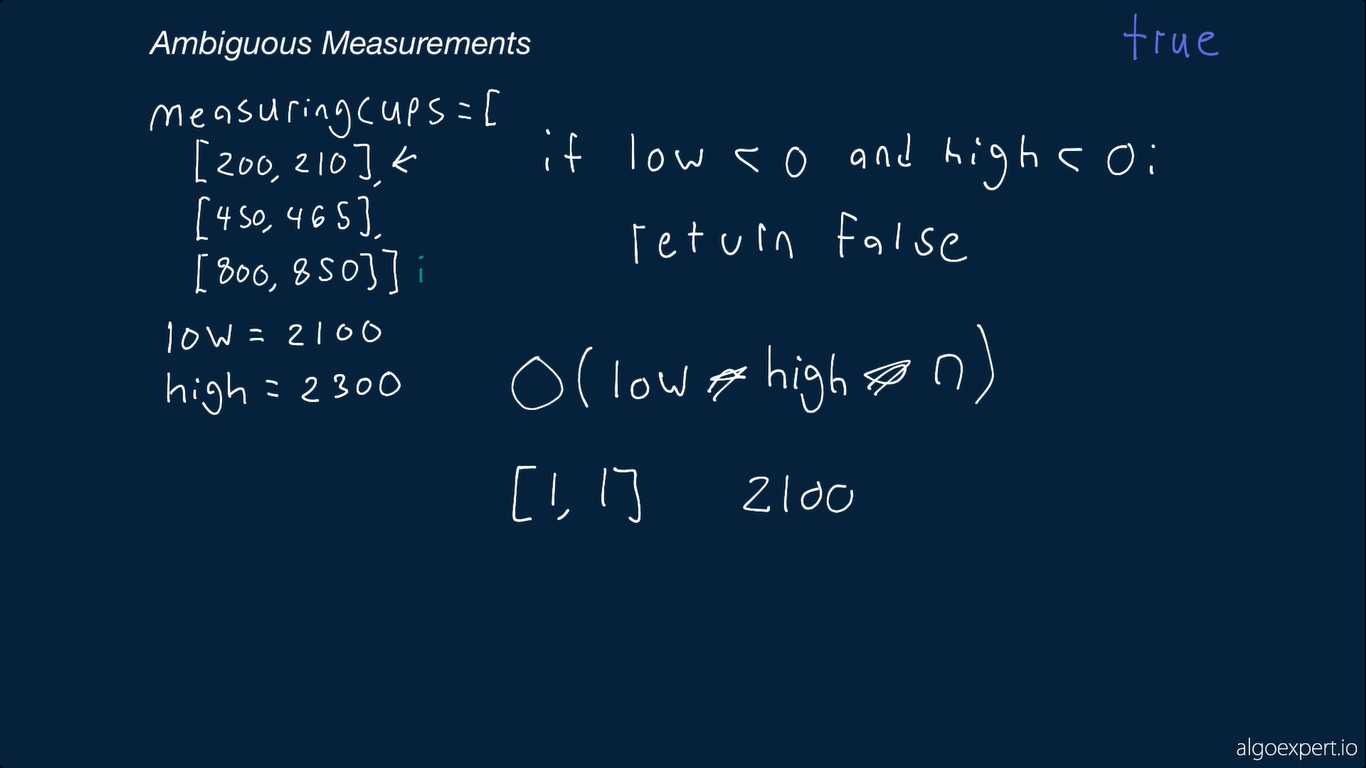 Ambiguous Measurements
true
measuringcups=[
[200, 210],
[450, 465],
[800, 850]] i
low = 2100
high = 2300
if low < 0 and high < 0:
return False
O(low * high * n)
[1, 1] 2100
algoexpert.io